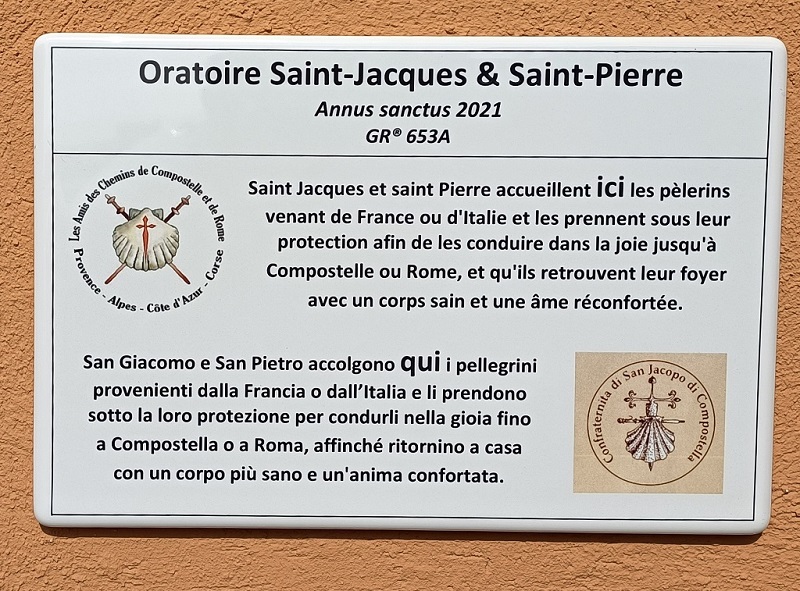 Oratoire Saint-Jacques & Saint-Pierre
Annus sanctus 2021
GR® 653A
Les Amis des Chemins de Compostelle et de Rome
Provence - Alpes - Côte d'Azur - Corse
Saint Jacques et saint Pierre accueillent ici les pèlerins
venant de France ou d'Italie et les prennent sous leur
protection afin de les conduire dans la joie jusqu'à
Compostelle ou Rome, et qu'ils retrouvent leur foyer
avec un corps sain et une âme réconfortée.
San Giacomo e San Pietro accolgono qui i pellegrini
provenienti dalla Francia o dall’Italia e li prendono
sotto la loro protezione per condurli nella gioia fino
a Compostella o a Roma, affinché ritornino a casa
con un corpo più sano e un'anima confortata.
Confraternita di San Jacopo di Compostella